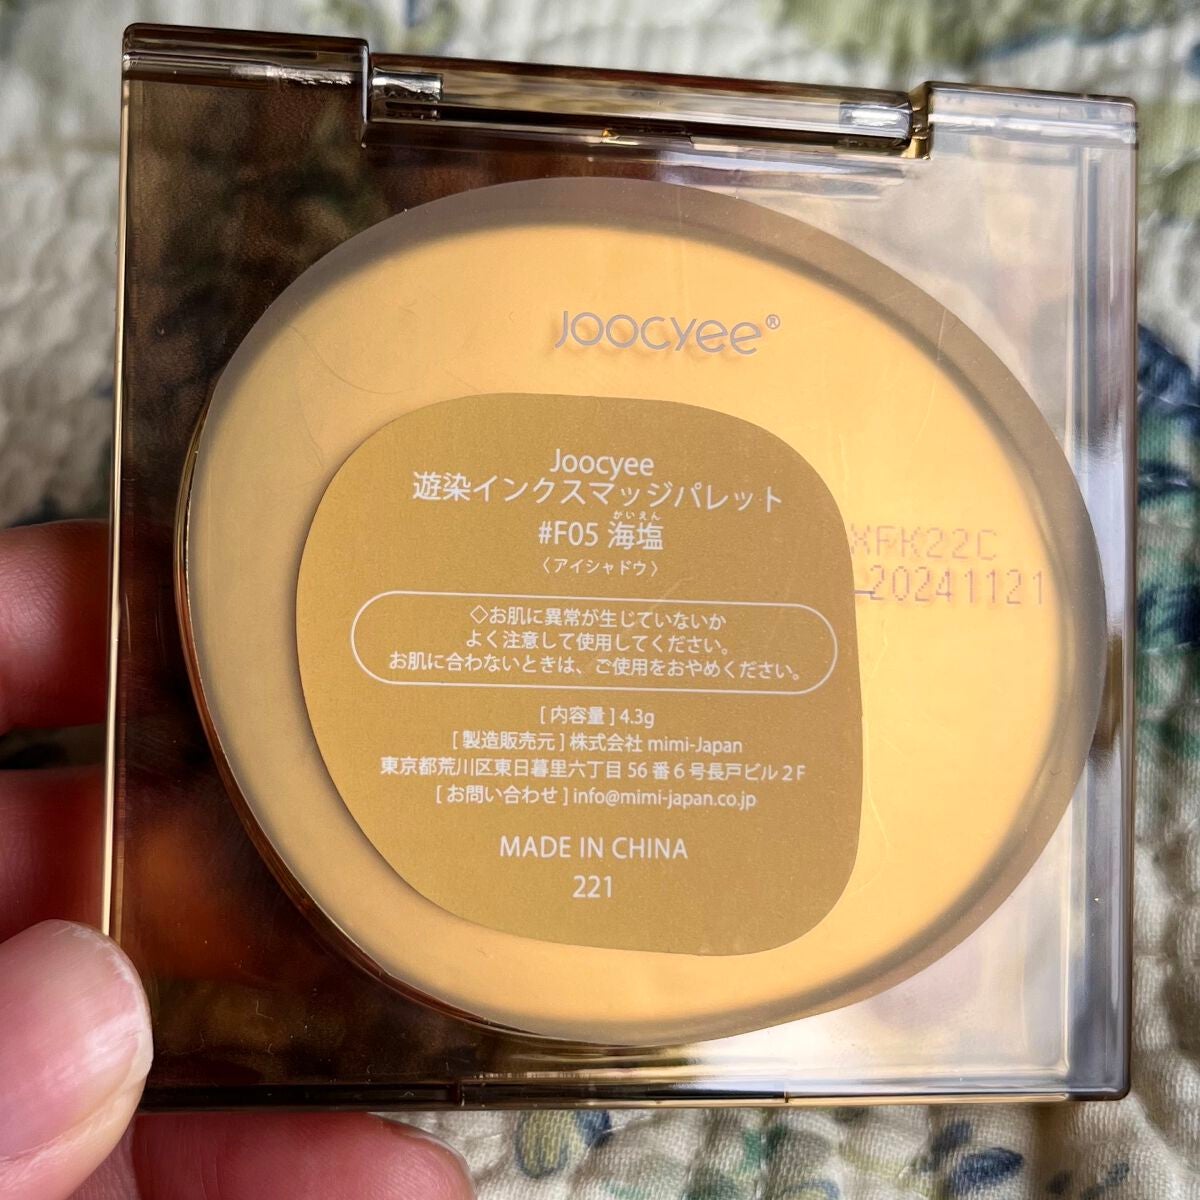 JOOCYEE®
Joocyee
遊染インクスマッジパレット
かいえん
#F05 海塩
〈アイシャドウ〉
◇お肌に異常が生じていないか
よく注意して使用してください。
お肌に合わないときは、ご使用をおやめください。
[ 内容量 ] 4.3g
[ 製造販売元 ] 株式会社 mimi-Japan
東京都荒川区東日暮里六丁目 56 番 6 号長戸ビル 2 F
[ お問い合わせ ] info@mimi-japan.co.jp
MADE IN CHINA
221
20241121